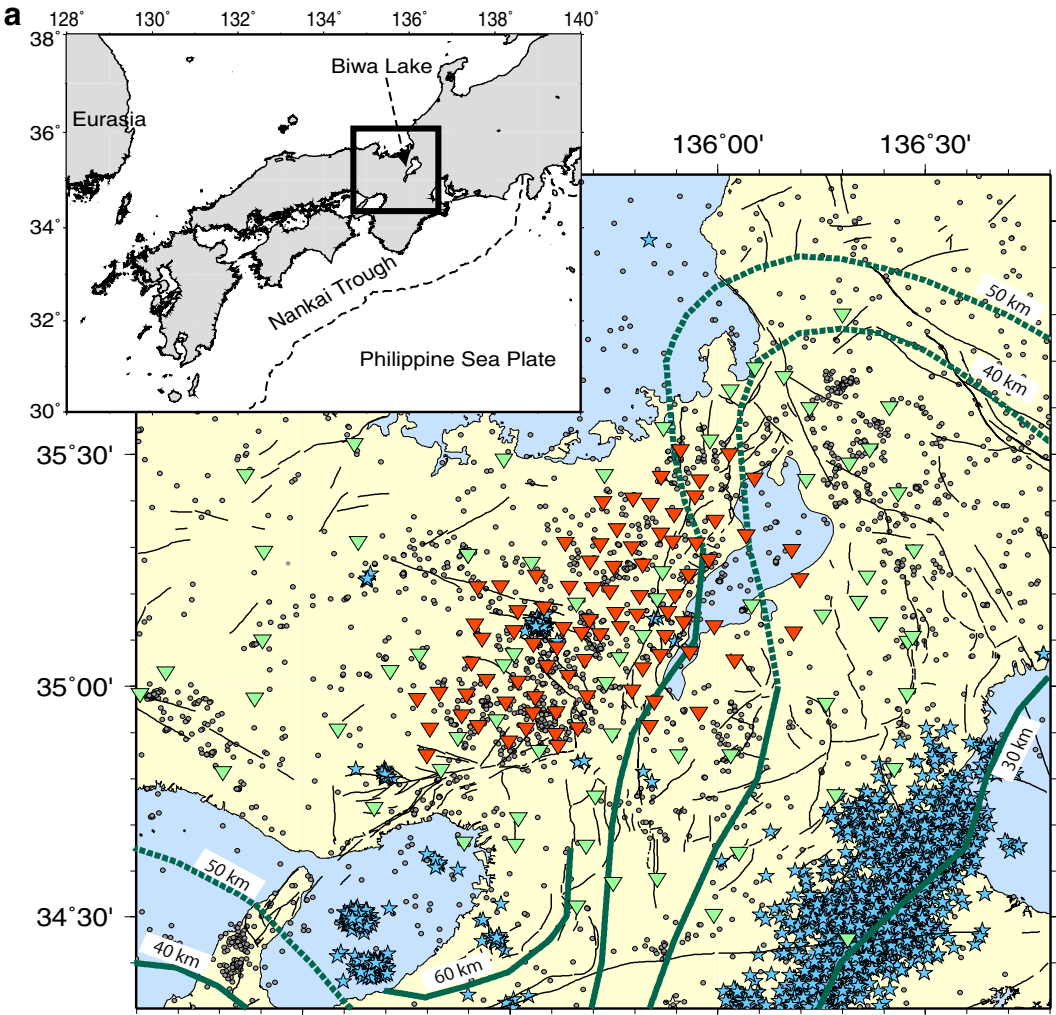 a
128° 130° 132° 134° 136° 138° 140°
38°
36°
34°
32°
30°
Biwa Lake
Eurasia
Nankai Trough
Philippine Sea Plate
136°00' 136°30'
50 km
40 km
35°30'
35°00'
30 km
50 km
34°30'
40 km
60 km